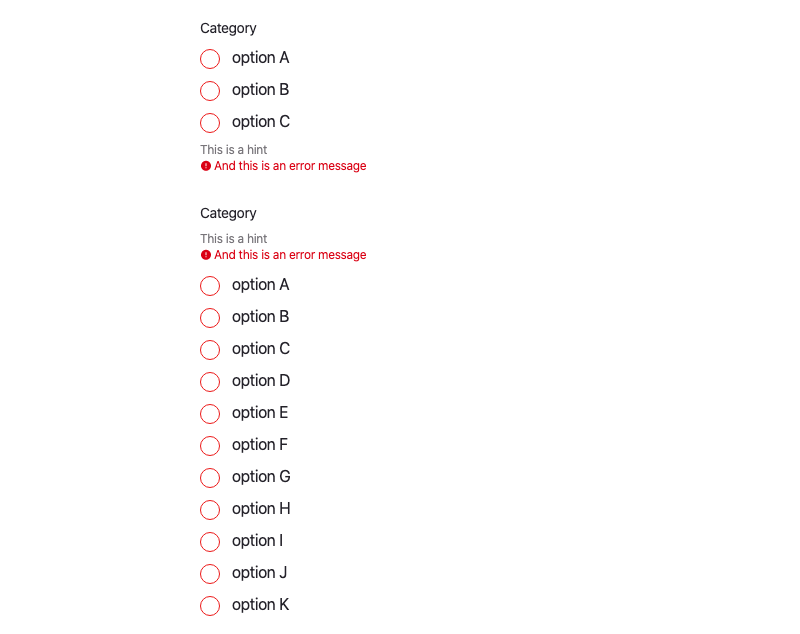 Category
option A
option B
option C
This is a hint
And this is an error message
Category
This is a hint
And this is an error message
option A
option B
option C
option D
option E
option F
option G
option H
option I
option J
option K